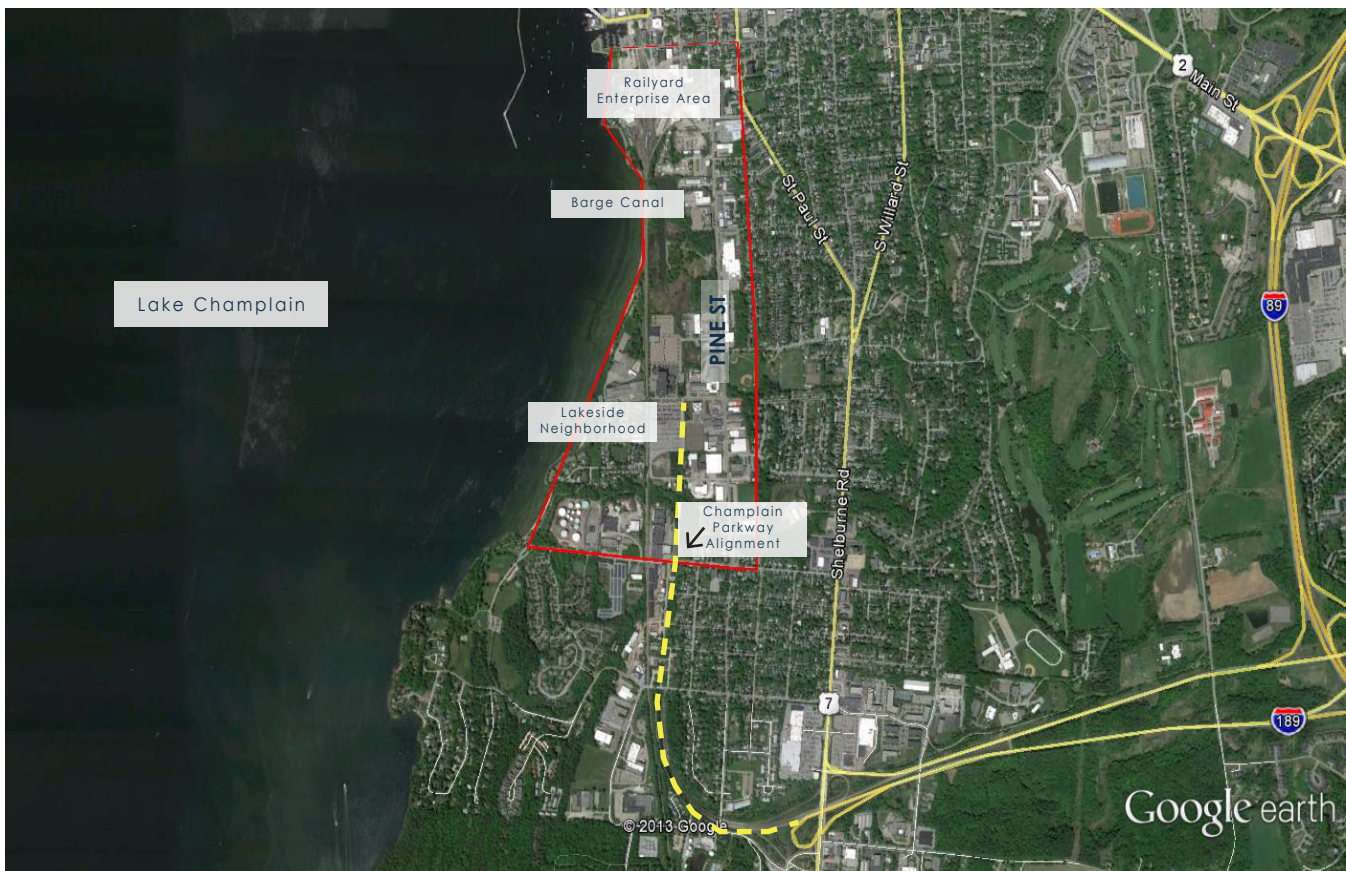 Railyard
Enterprise Area
2
Main St
Barge Canal
St Paul St
S Willard St
Lake Champlain
PINE ST
89
Lakeside
Neighborhood
Champlain
Parkway
Alignment
Shelburne Rd
7
189
Google earth
© 2013 Google